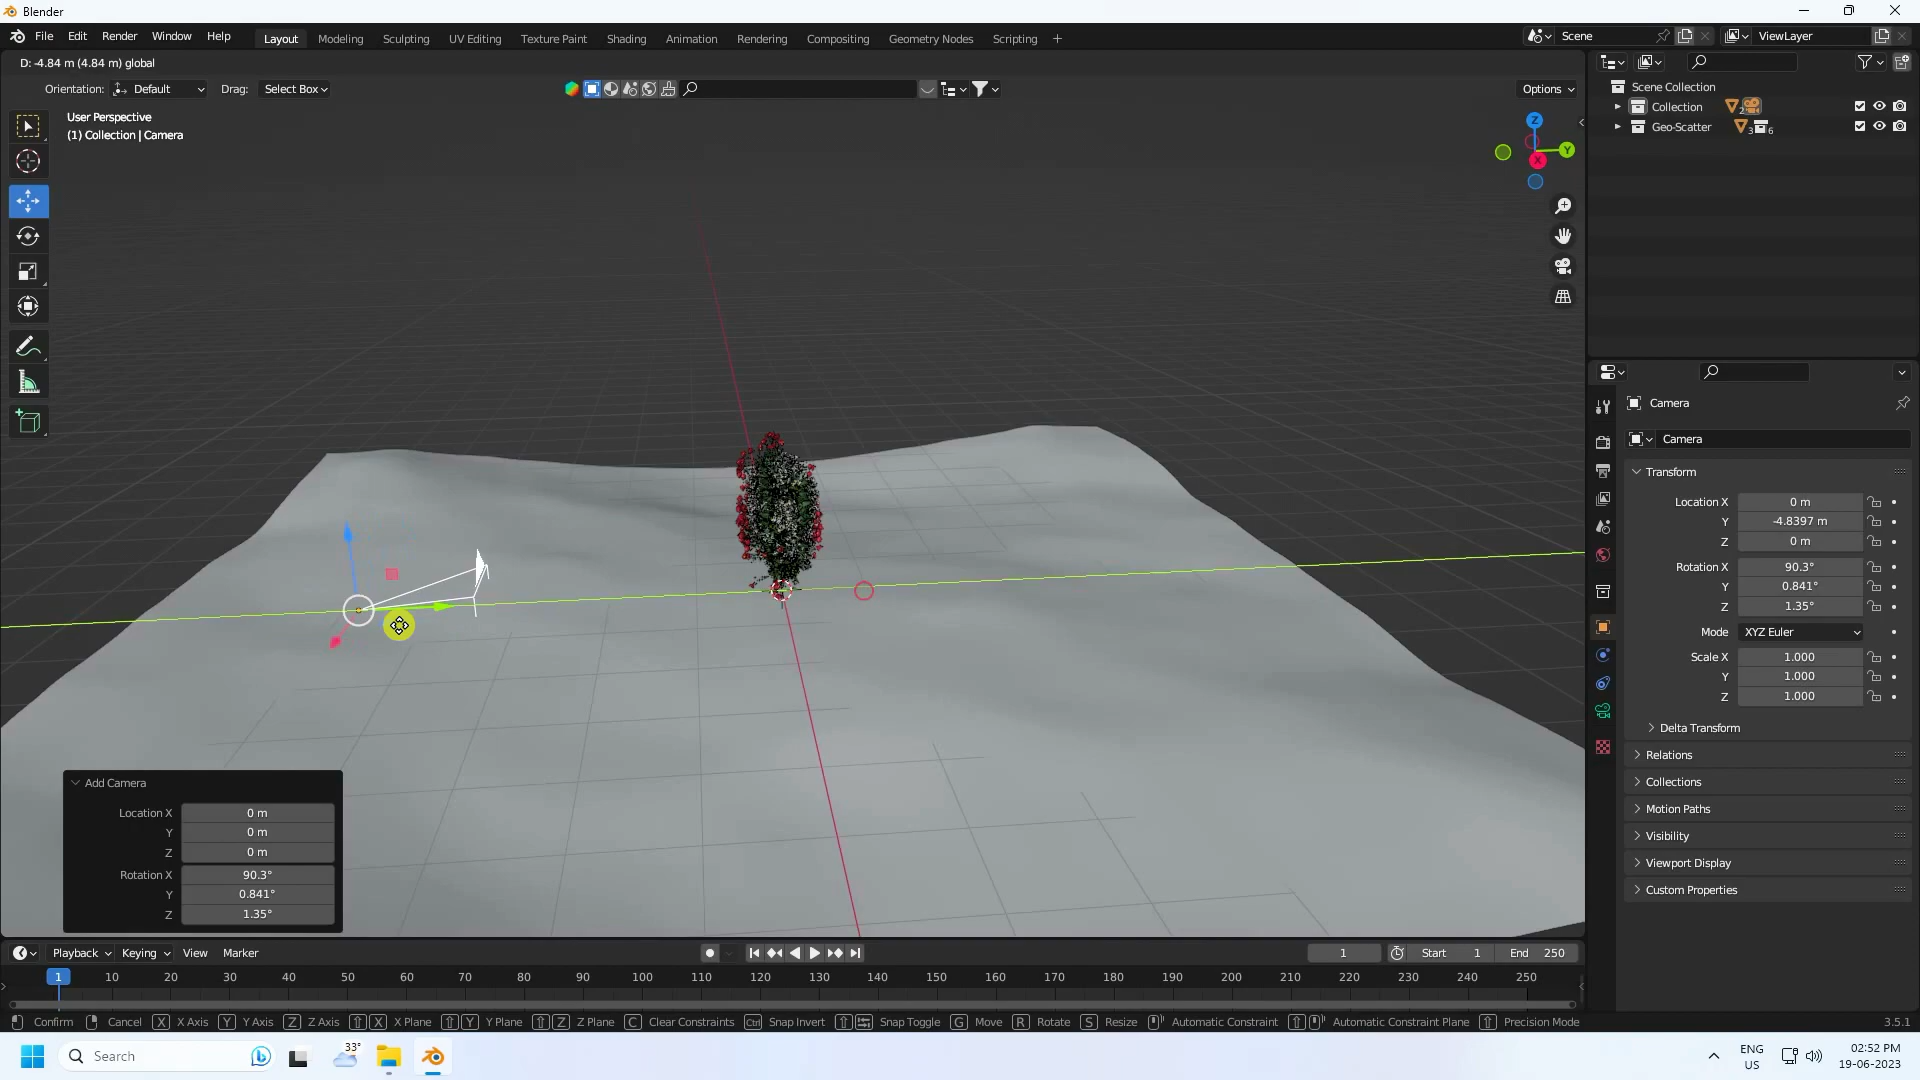 Blender
File Edit Render Window Help
Layout Modeling Sculpting UV Editing Texture Paint Shading Animation Rendering Compositing Geometry Nodes Scripting +
Scene
ViewLayer
D: -4.84 m (4.84 m) global
Orientation: Default Drag: Select Box
Options
User Perspective
(1) Collection | Camera
Z
Y
X
Scene Collection
Collection 2
Geo-Scatter 3 6
Camera
Camera
Transform
Location X 0 m
Y -4.8397 m
Z 0 m
Rotation X 90.3°
Y 0.841°
Z 1.35°
Mode XYZ Euler
Scale X 1.000
Y 1.000
Z 1.000
Delta Transform
Relations
Collections
Motion Paths
Visibility
Viewport Display
Custom Properties
Add Camera
Location X 0 m
Y 0 m
Z 0 m
Rotation X 90.3°
Y 0.841°
Z 1.35°
Playback Keying View Marker
1 Start 1 End 250
1 10 20 30 40 50 60 70 80 90 100 110 120 130 140 150 160 170 180 190 200 210 220 230 240 250
Confirm Cancel X X Axis Y Y Axis Z Z Axis X X Plane Y Y Plane Z Z Plane C Clear Constraints Ctrl Snap Invert Snap Toggle G Move R Rotate S Resize Automatic Constraint Automatic Constraint Plane Precision Mode 3.5.1
Search
33°
ENG
US
02:52 PM
19-06-2023